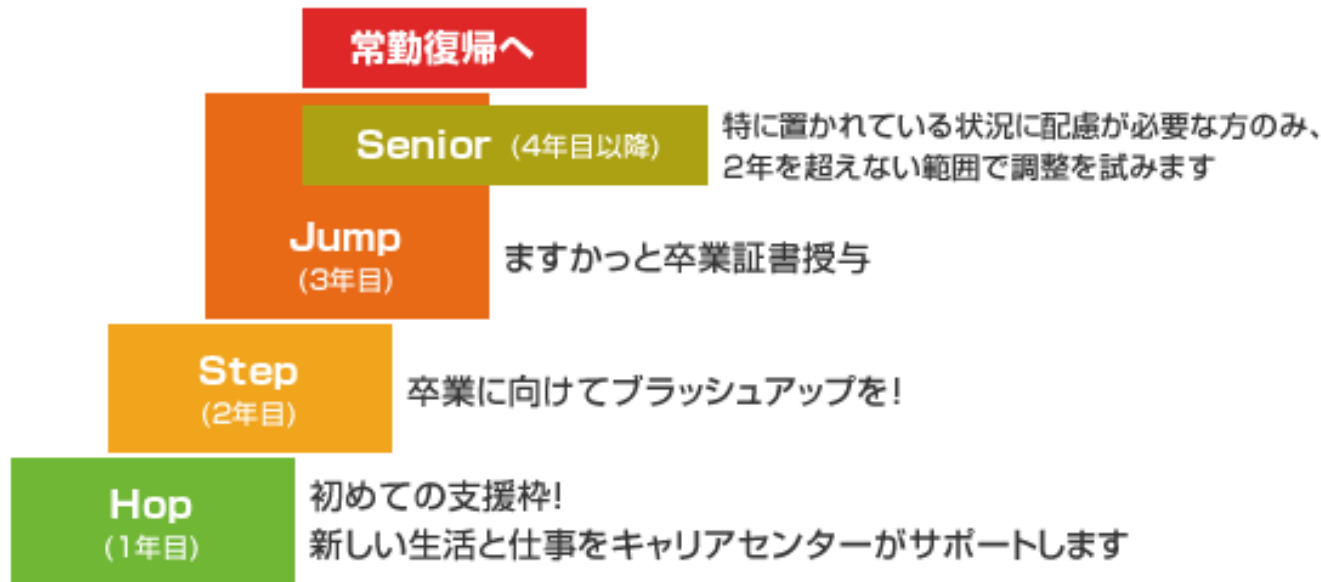 常勤復帰へ
Senior (4年目以降)
特に置かれている状況に配慮が必要な方のみ、
2年を超えない範囲で調整を試みます
Jump
(3年目)
ますかっと卒業証書授与
Step
(2年目)
卒業に向けてブラッシュアップを!
Hop
(1年目)
初めての支援枠!
新しい生活と仕事をキャリアセンターがサポートします